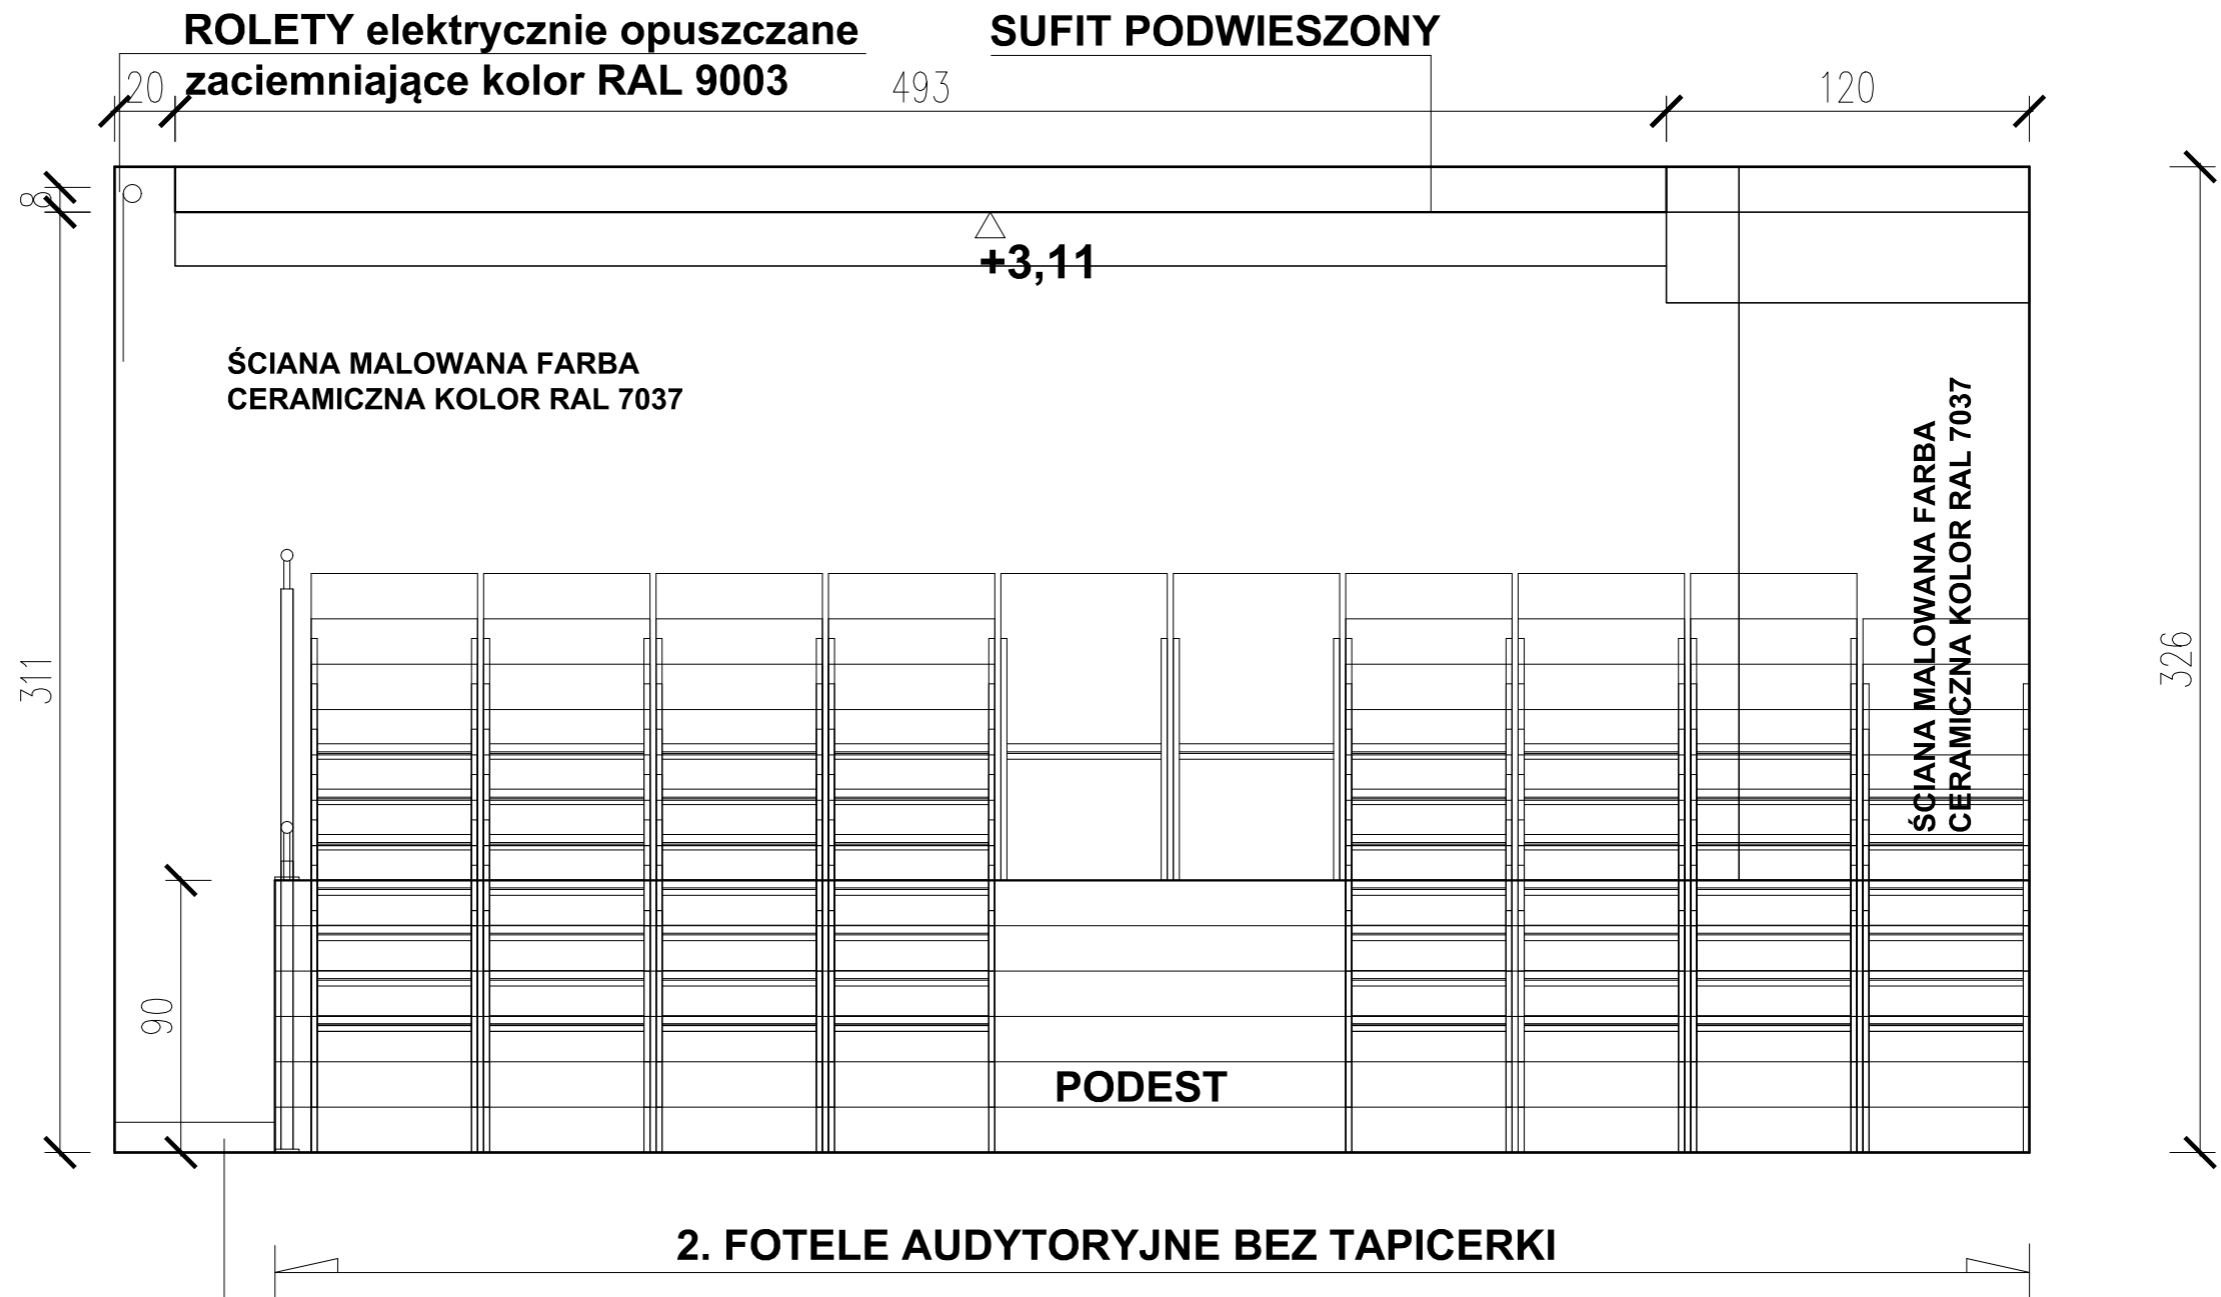 ROLETY elektrycznie opuszczane
zaciemniające kolor RAL 9003
SUFIT PODWIESZONY
20
493
120
8
+3,11
ŚCIANA MALOWANA FARBA
CERAMICZNA KOLOR RAL 7037
ŚCIANA MALOWANA FARBA
CERAMICZNA KOLOR RAL 7037
311
326
90
PODEST
2. FOTELE AUDYTORYJNE BEZ TAPICERKI